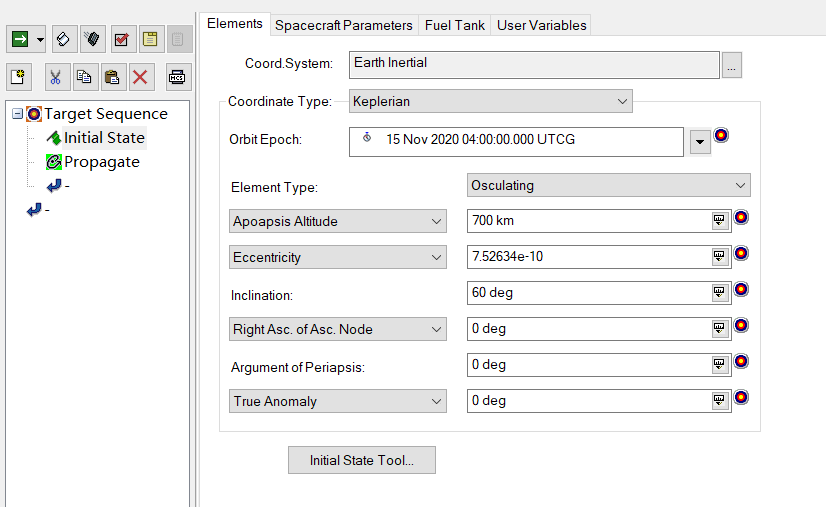 Elements Spacecraft Parameters Fuel Tank User Variables
Coord.System: Earth Inertial ...
Coordinate Type: Keplerian
Orbit Epoch: 15 Nov 2020 04:00:00.000 UTCG
Element Type: Osculating
Apoapsis Altitude 700 km
Eccentricity 7.52634e-10
Inclination: 60 deg
Right Asc. of Asc. Node 0 deg
Argument of Periapsis: 0 deg
True Anomaly 0 deg
Initial State Tool...
MCS
Target Sequence
Initial State
Propagate
-
-